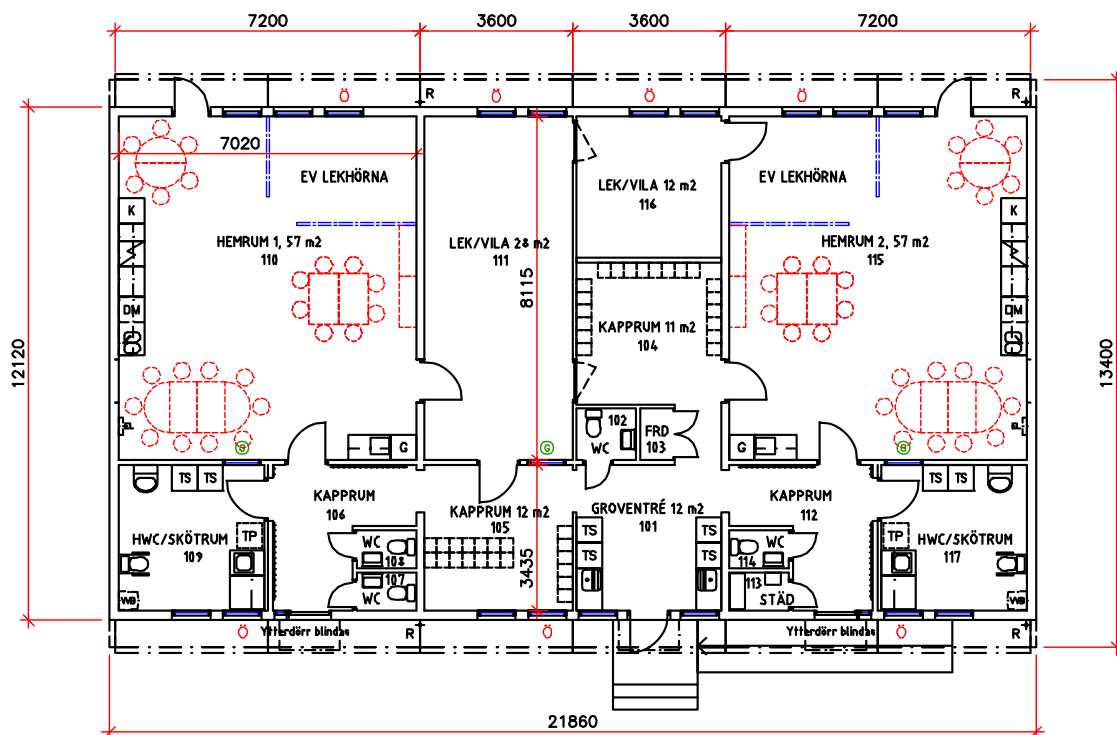 7200
3600
3600
7200
R
R
Ö
Ö
Ö
Ö
7020
EV LEKHÖRNA
LEK/VILA 12 m2
116
EV LEKHÖRNA
K
K
HEMRUM 1, 57 m2
110
LEK/VILA 28 m2
111
HEMRUM 2, 57 m2
115
8115
DM
DM
KAPPRUM 11 m2
104
12120
13400
EL
EL
102
WC
FRD
103
G
G
G
G
G
TS
TS
TS
TS
KAPPRUM
106
KAPPRUM 12 m2
105
GROVENTRÉ 12 m2
101
KAPPRUM
112
HWC/SKÖTRUM
109
TP
WC
108
107
WC
TS
TS
TS
TS
WC
114
113
STÄD
TP
HWC/SKÖTRUM
117
3435
VVB
VVB
Ö
Ytterdörr blindas
R
Ö
Ytterdörr blindas
Ö
R
21860